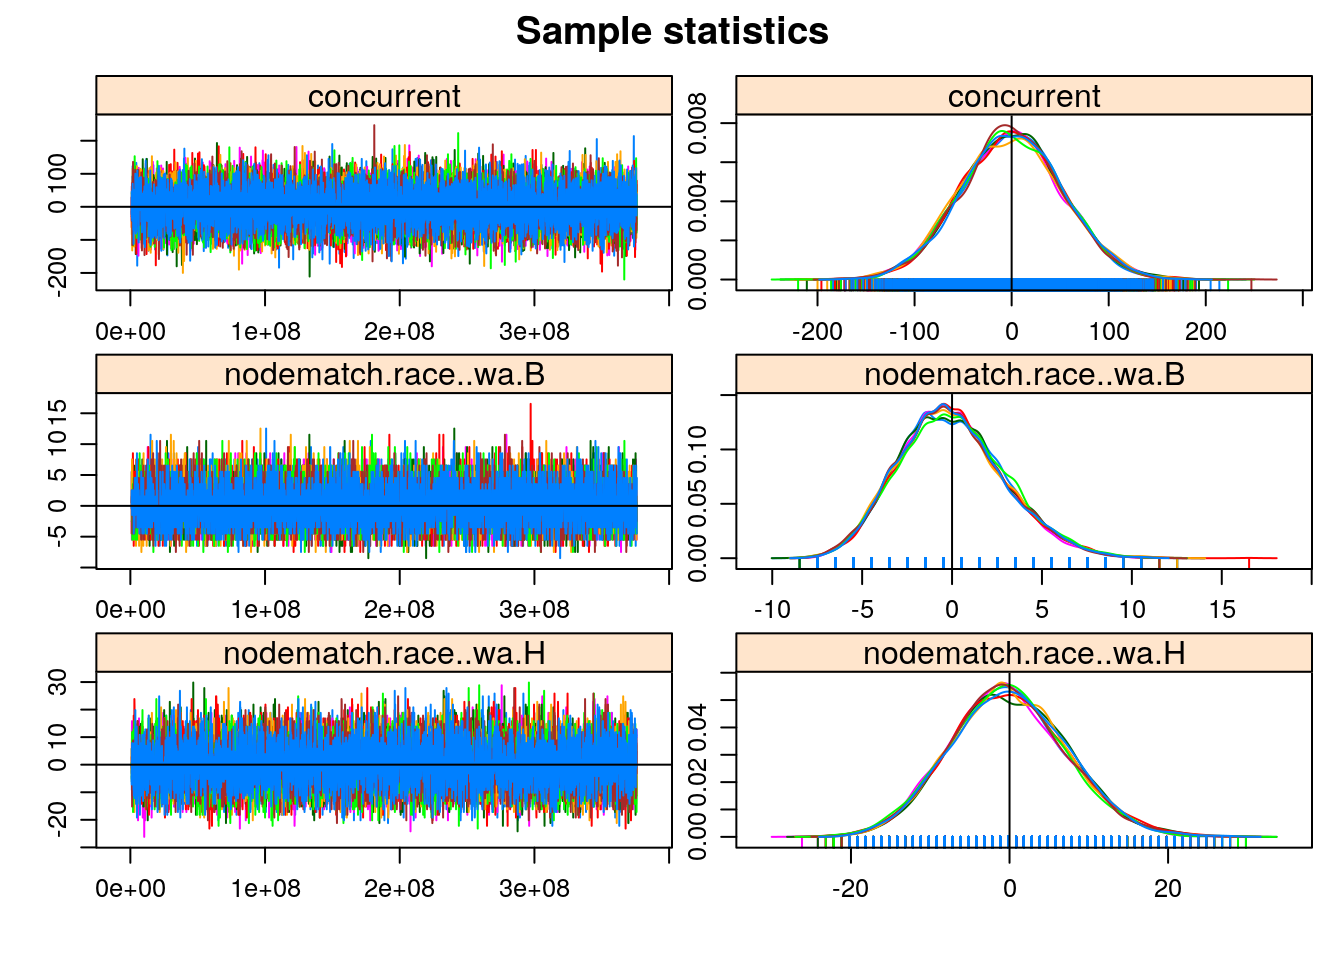 Sample statistics
concurrent
concurrent
-200 0 100
0.000 0.004 0.008
0e+00 1e+08 2e+08 3e+08
-200 -100 0 100 200
nodematch.race..wa.B
nodematch.race..wa.B
-5 0 5 10 15
0.00 0.05 0.10
0e+00 1e+08 2e+08 3e+08
-10 -5 0 5 10 15
nodematch.race..wa.H
nodematch.race..wa.H
-20 0 10 30
0.00 0.02 0.04
0e+00 1e+08 2e+08 3e+08
-20 0 20